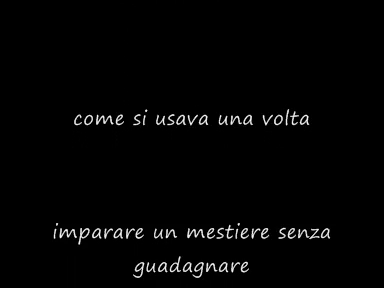 come si usava una volta
imparare un mestiere senza
guadagnare